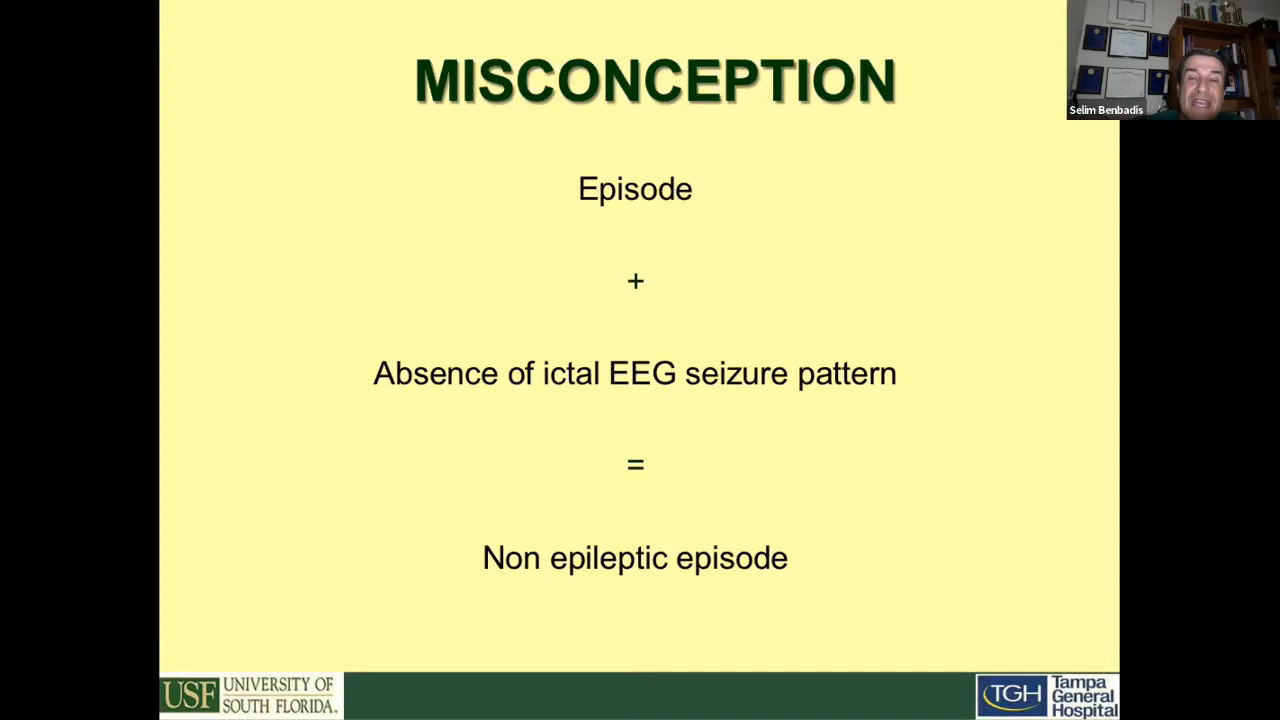 MISCONCEPTION
Selim Benbadis
Episode
+
Absence of ictal EEG seizure pattern
=
Non epileptic episode
USF UNIVERSITY OF
SOUTH FLORIDA
TGH Tampa
General
Hospital